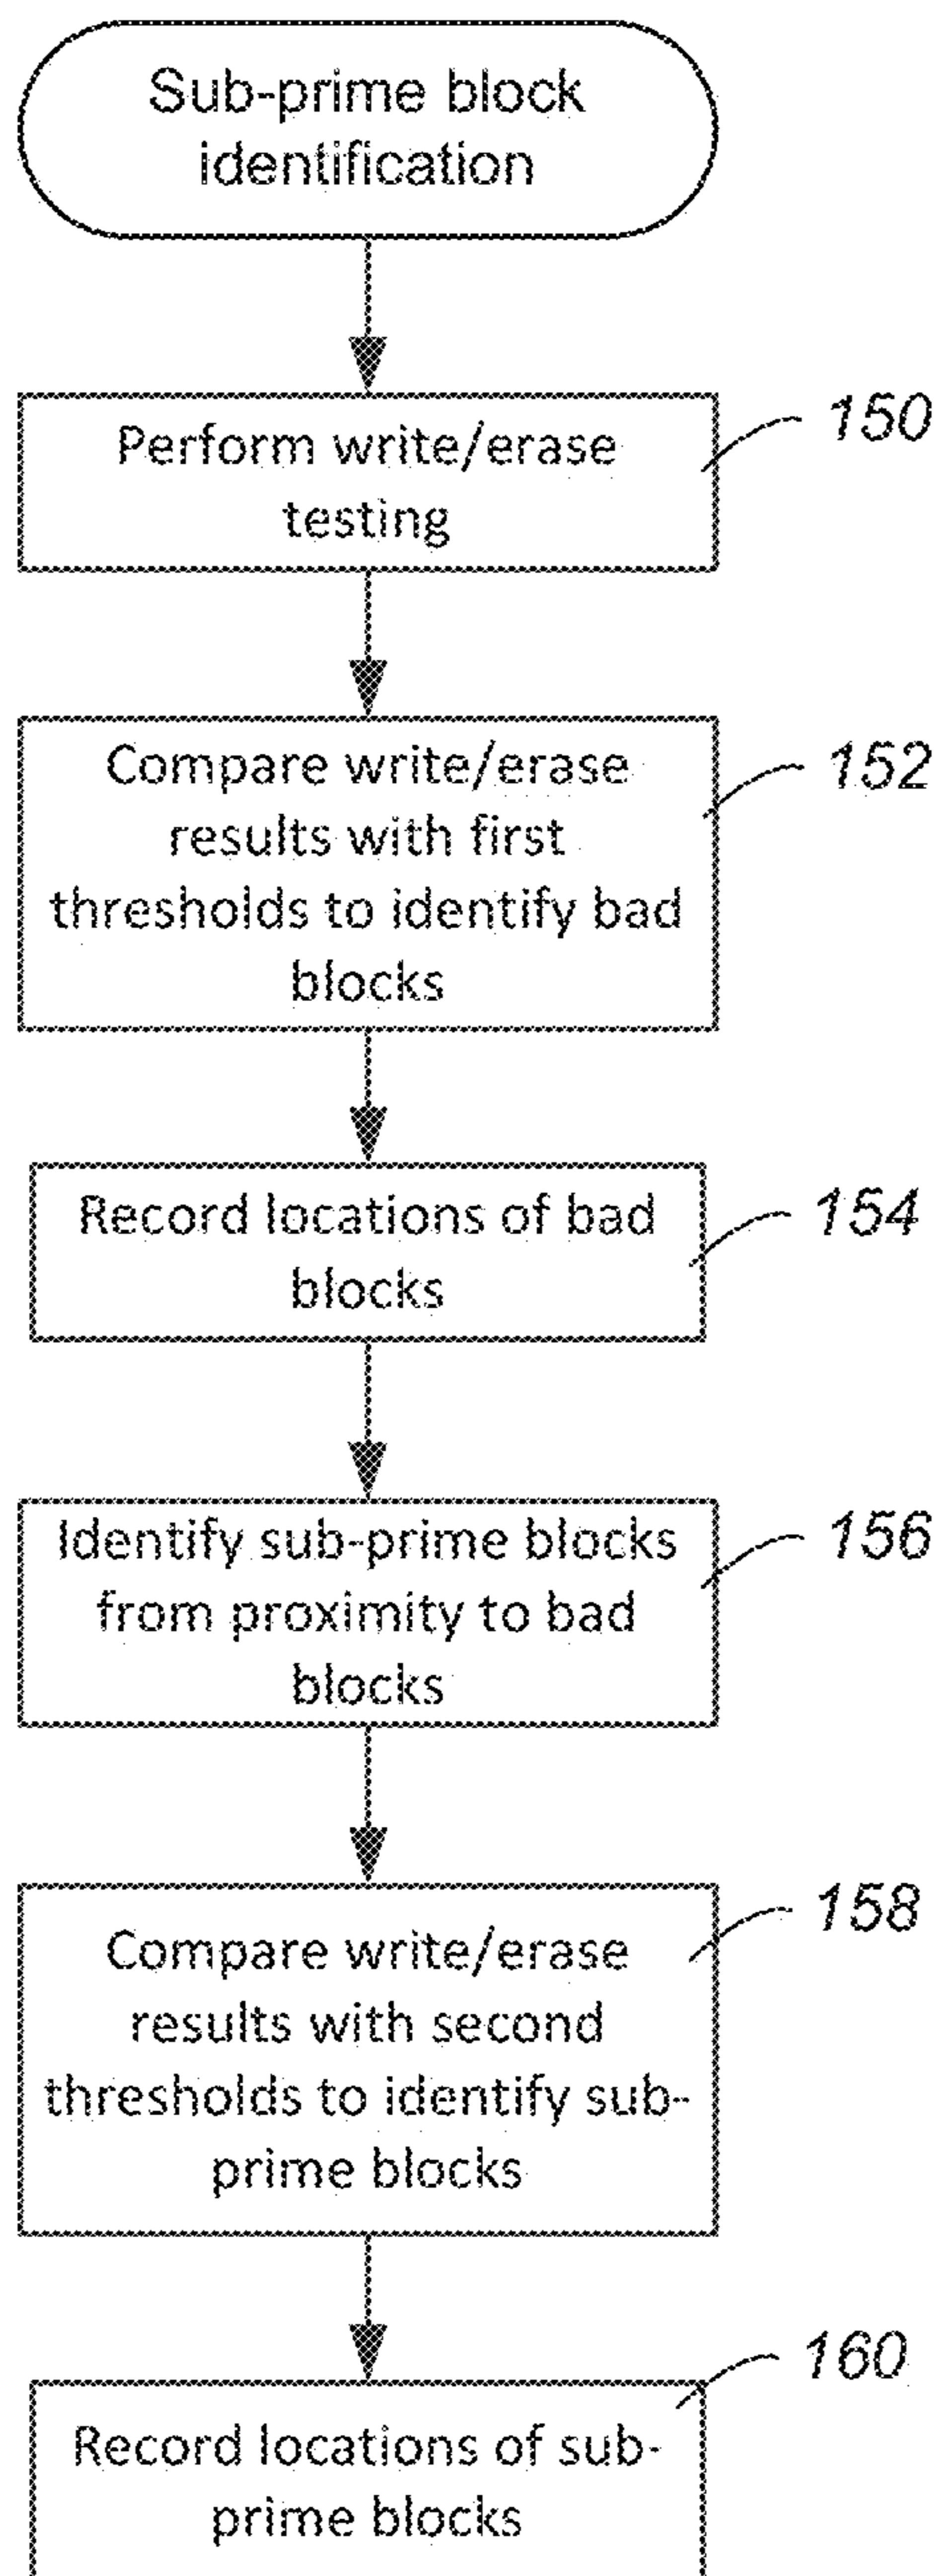 Sub-prime block
identification
Perform write/erase
testing
150
Compare write/erase
results with first
thresholds to identify bad
blocks
152
Record locations of bad
blocks
154
Identify sub-prime blocks
from proximity to bad
blocks
156
Compare write/erase
results with second
thresholds to identify sub-
prime blocks
158
Record locations of sub-
prime blocks
160